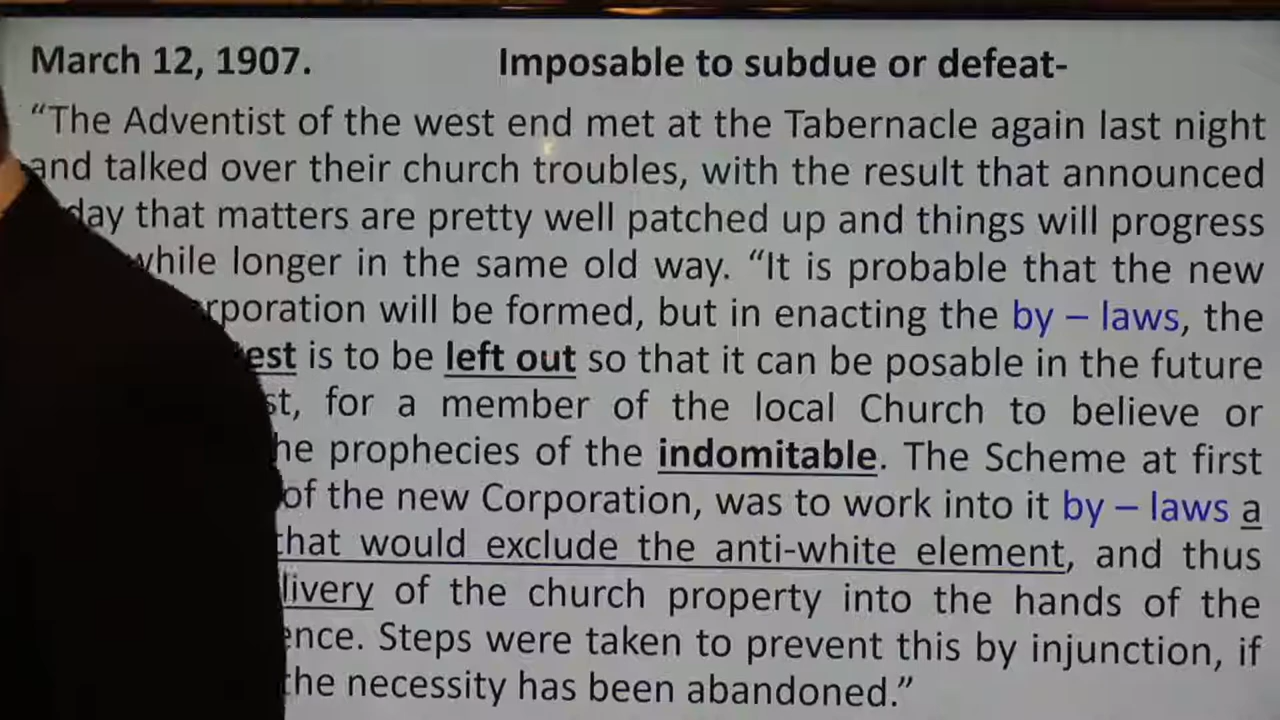 March 12, 1907. Imposable to subdue or defeat-
“The Adventist of the west end met at the Tabernacle again last night
and talked over their church troubles, with the result that announced
day that matters are pretty well patched up and things will progress
while longer in the same old way. “It is probable that the new
rporation will be formed, but in enacting the by – laws, the
est is to be left out so that it can be posable in the future
st, for a member of the local Church to believe or
he prophecies of the indomitable. The Scheme at first
of the new Corporation, was to work into it by – laws a
that would exclude the anti-white element, and thus
livery of the church property into the hands of the
ence. Steps were taken to prevent this by injunction, if
the necessity has been abandoned.”